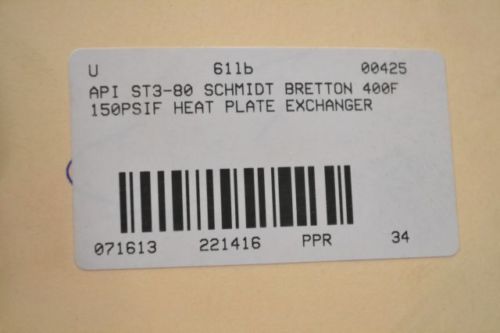 U 611b 00425
API ST3-80 SCHMIDT BRETTON 400F
150PSIF HEAT PLATE EXCHANGER
071613 221416 PPR 34